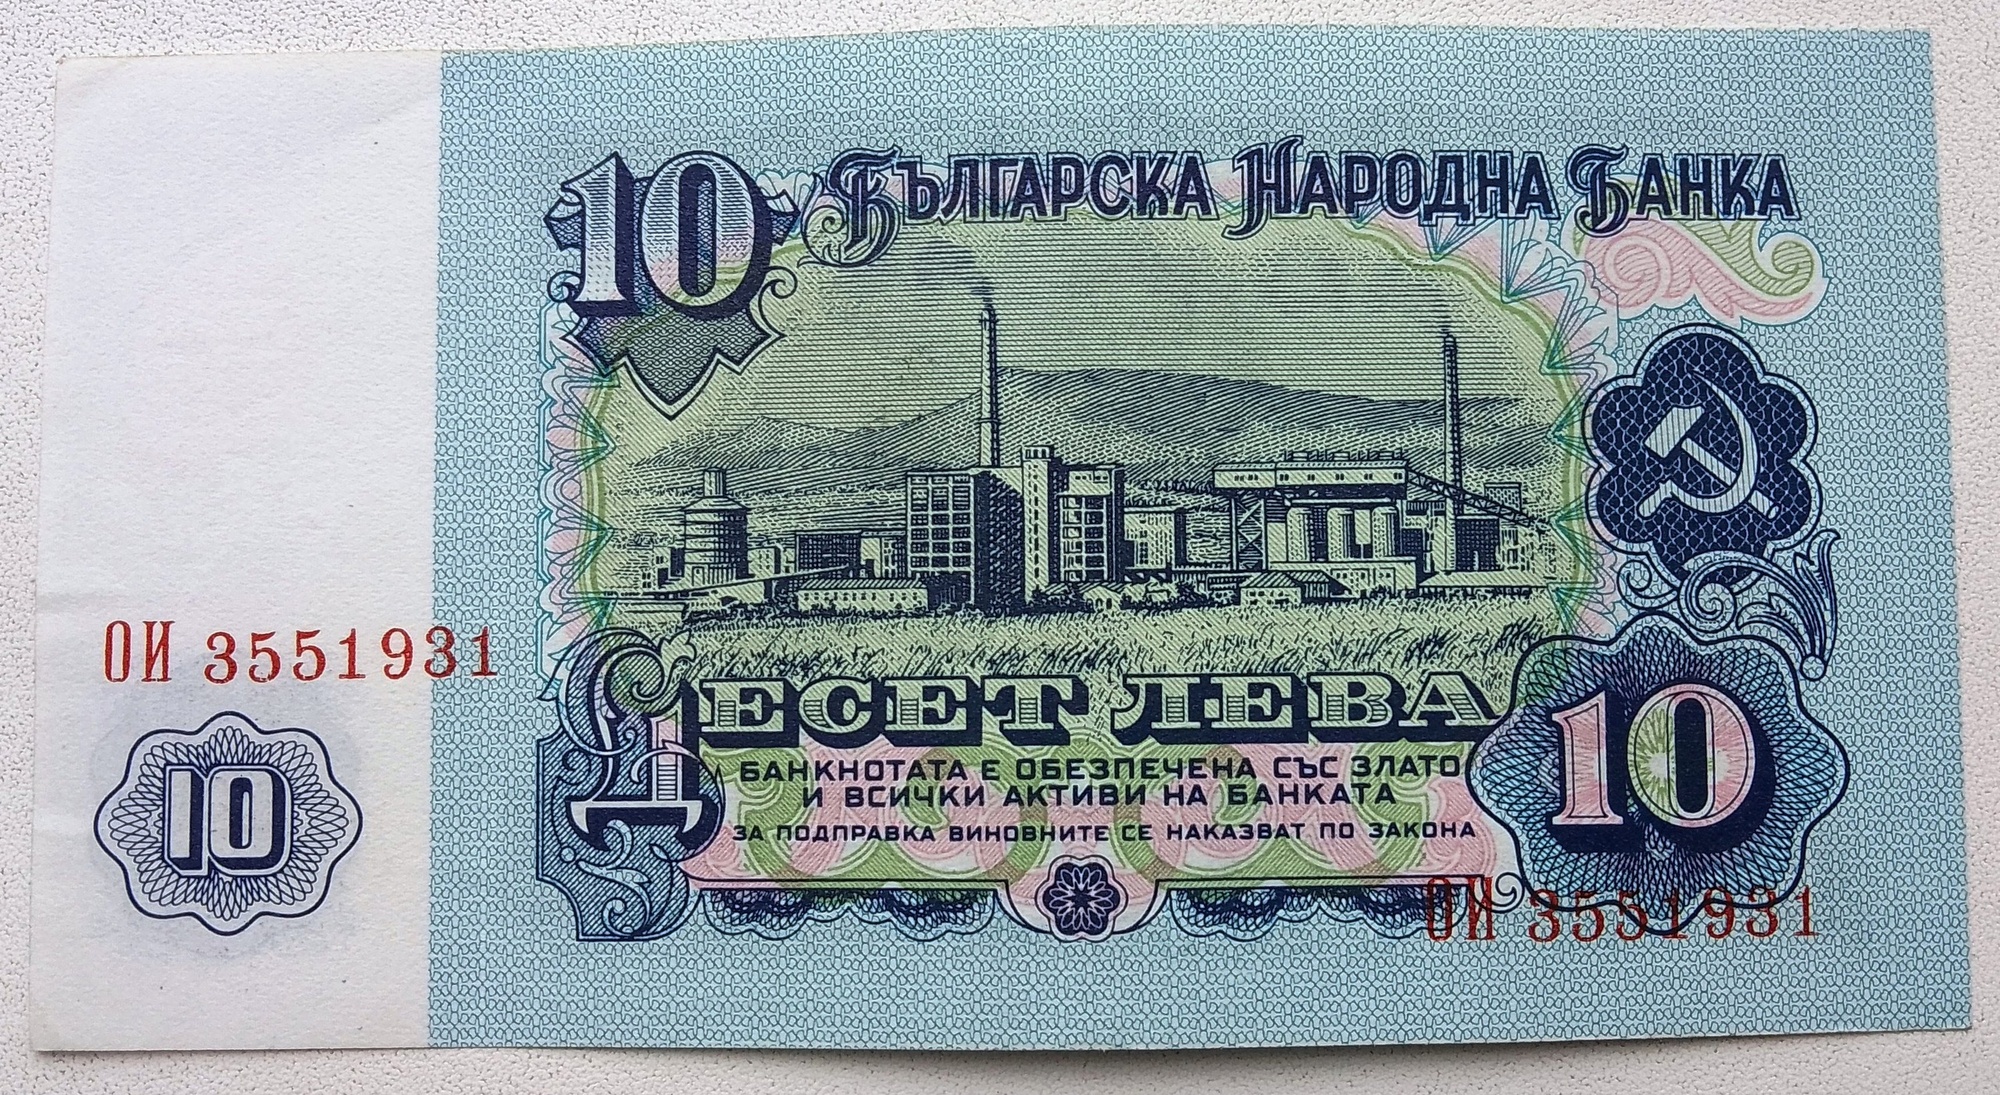 10
БЪЛГАРСКА НАРОДНА БАНКА
ОИ 3551931
10
ДЕСЕТ ЛЕВА
10
БАНКНОТАТА Е ОБЕЗПЕЧЕНА СЪС ЗЛАТО
И ВСИЧКИ АКТИВИ НА БАНКАТА
ЗА ПОДПРАВКА ВИНОВНИТЕ СЕ НАКАЗВАТ ПО ЗАКОНА
ОИ 3551931